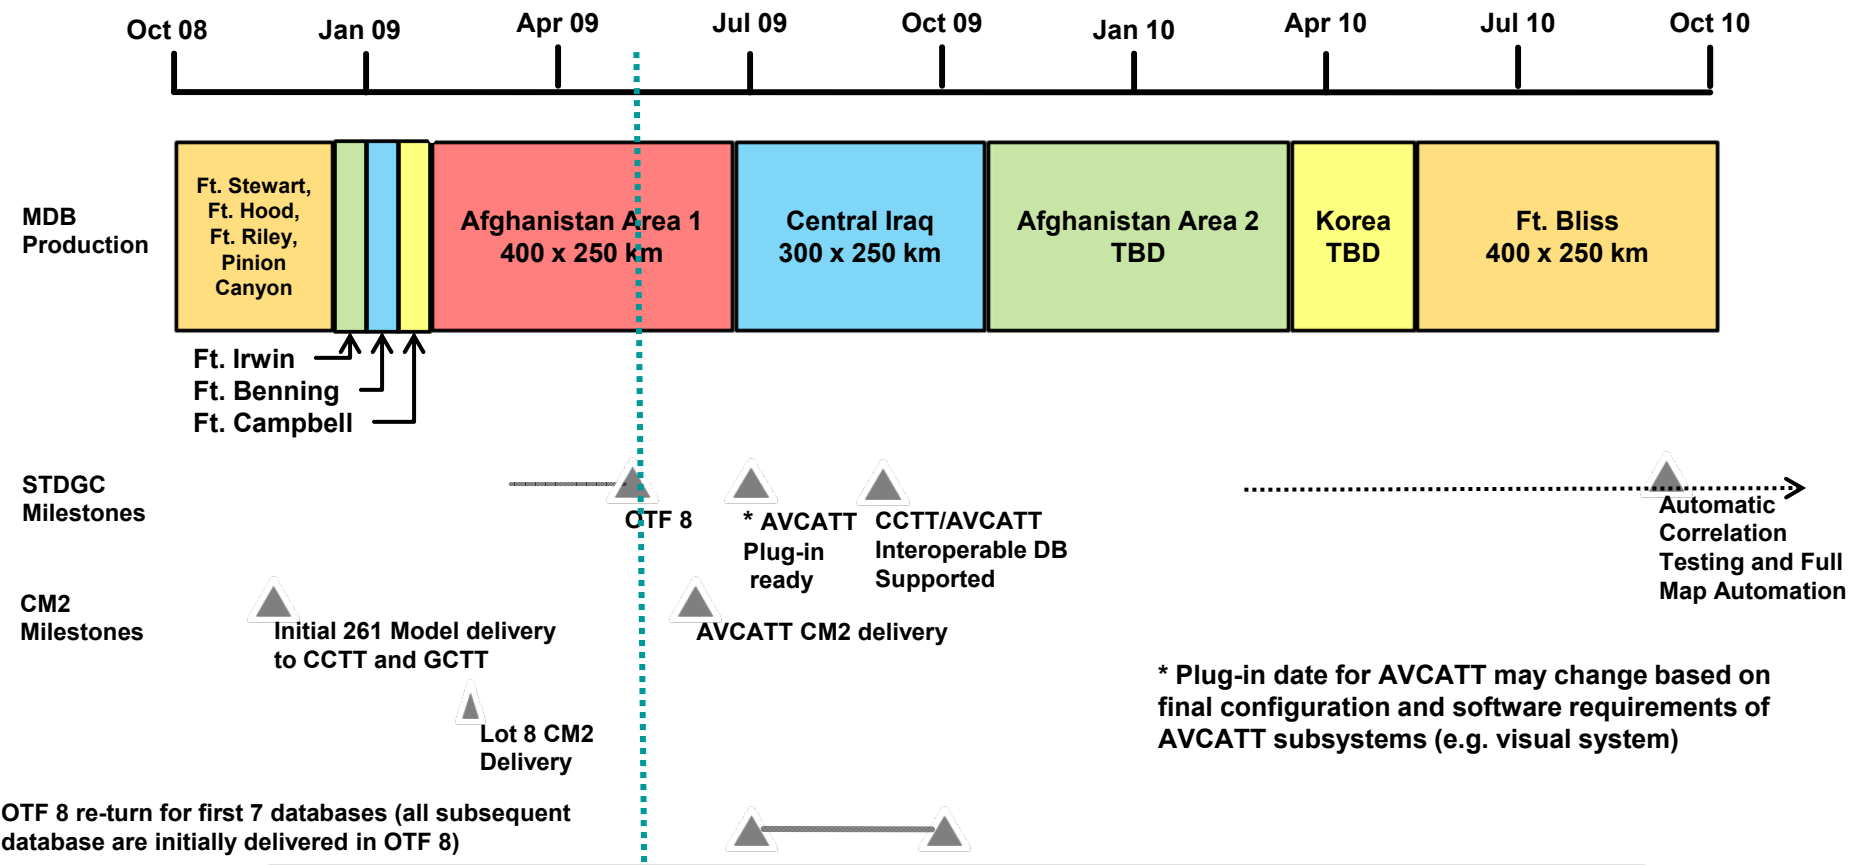 Oct 08
Jan 09
Apr 09
Jul 09
Oct 09
Jan 10
Apr 10
Jul 10
Oct 10
MDB
Production
Ft. Stewart,
Ft. Hood,
Ft. Riley,
Pinion
Canyon
Afghanistan Area 1
400 x 250 km
Central Iraq
300 x 250 km
Afghanistan Area 2
TBD
Korea
TBD
Ft. Bliss
400 x 250 km
Ft. Irwin
Ft. Benning
Ft. Campbell
STDGC
Milestones
OTF 8
* AVCATT
Plug-in
ready
CCTT/AVCATT
Interoperable DB
Supported
Automatic
Correlation
Testing and Full
Map Automation
CM2
Milestones
Initial 261 Model delivery
to CCTT and GCTT
AVCATT CM2 delivery
Lot 8 CM2
Delivery
* Plug-in date for AVCATT may change based on
final configuration and software requirements of
AVCATT subsystems (e.g. visual system)
OTF 8 re-turn for first 7 databases (all subsequent
database are initially delivered in OTF 8)